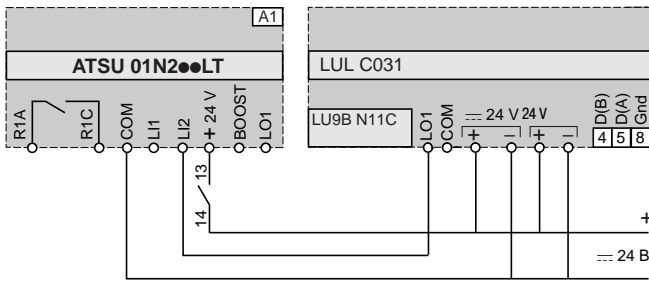 A1
ATSU 01N2●●LT
LUL C031
R1A
R1C
COM
LI1
LI2
+ 24 V
BOOST
LO1
LU9B N11C
LO1
COM
24 V
24 V
+
−
+
−
D(B)
D(A)
Gnd
4
5
8
13
14
+
24 В